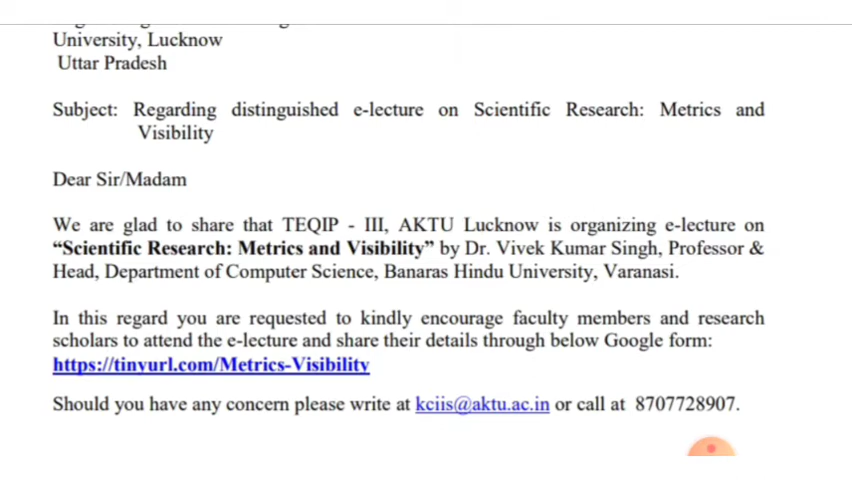 University, Lucknow
Uttar Pradesh
Subject: Regarding distinguished e-lecture on Scientific Research: Metrics and
Visibility
Dear Sir/Madam
We are glad to share that TEQIP - III, AKTU Lucknow is organizing e-lecture on
“Scientific Research: Metrics and Visibility” by Dr. Vivek Kumar Singh, Professor &
Head, Department of Computer Science, Banaras Hindu University, Varanasi.
In this regard you are requested to kindly encourage faculty members and research
scholars to attend the e-lecture and share their details through below Google form:
https://tinyurl.com/Metrics-Visibility
Should you have any concern please write at kciis@aktu.ac.in or call at 8707728907.